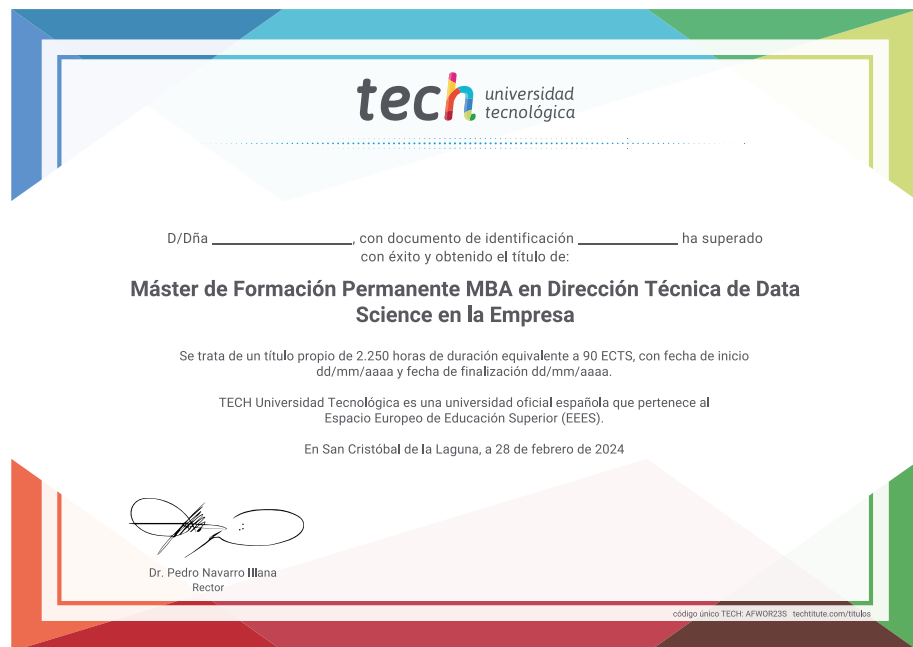 tech universidad
tecnológica
D/Dña ____________________, con documento de identificación ______________ ha superado
con éxito y obtenido el título de:
Máster de Formación Permanente MBA en Dirección Técnica de Data
Science en la Empresa
Se trata de un título propio de 2.250 horas de duración equivalente a 90 ECTS, con fecha de inicio
dd/mm/aaaa y fecha de finalización dd/mm/aaaa.
TECH Universidad Tecnológica es una universidad oficial española que pertenece al
Espacio Europeo de Educación Superior (EEES).
En San Cristóbal de la Laguna, a 28 de febrero de 2024
Dr. Pedro Navarro Illana
Rector
código único TECH: AFWOR23S techtitute.com/titulos